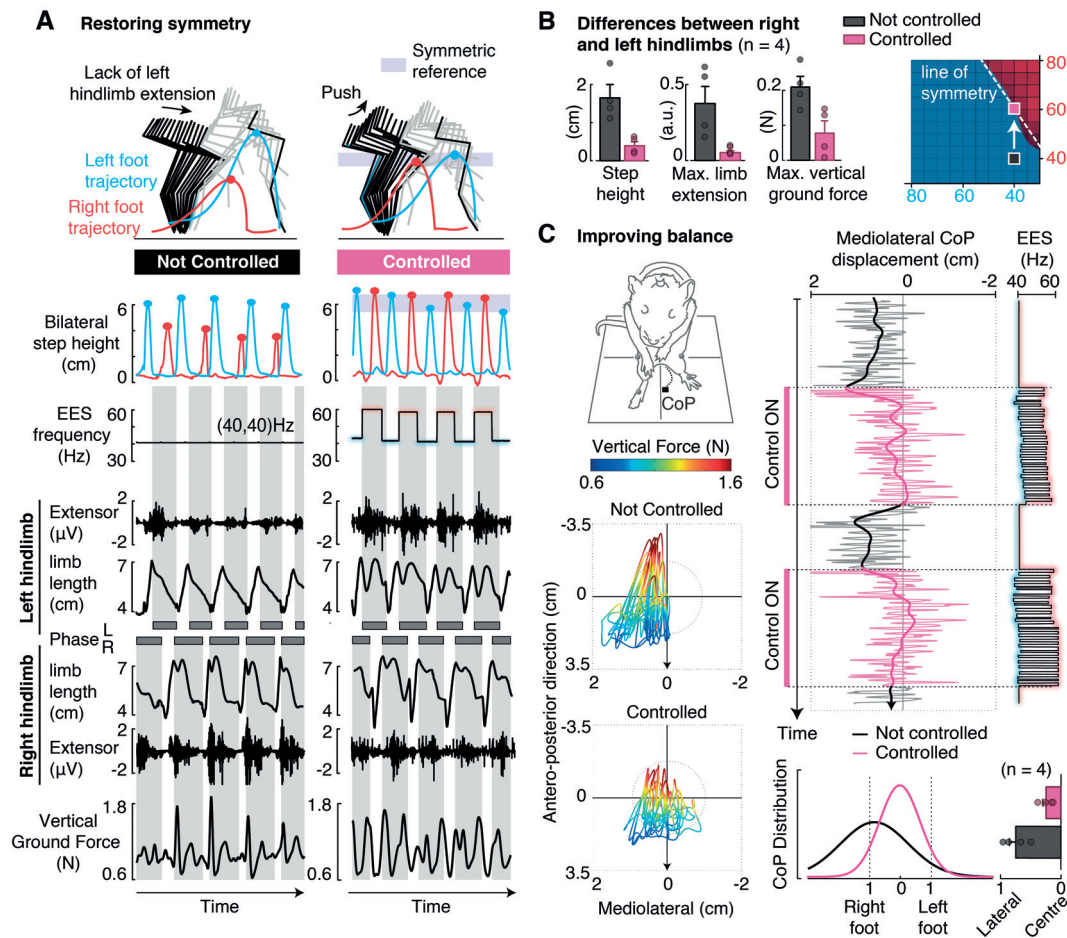 A Restoring symmetry
Symmetric
reference
Lack of left
hindlimb extension
Push
Left foot
trajectory
Right foot
trajectory
Not Controlled
Controlled
Bilateral
step height
(cm)
6
0
6
0
EES
frequency
(Hz)
60
30
(40,40)Hz
60
30
Left hindlimb
Extensor
(µV)
2
-2
2
-2
limb
length
(cm)
7
4
7
4
Phase L
R
Right hindlimb
limb
length
(cm)
7
4
7
4
Extensor
(µV)
2
-2
2
-2
Vertical
Ground Force
(N)
1.8
0.6
1.8
0.6
Time
Time
B Differences between right
and left hindlimbs (n = 4)
Not controlled
Controlled
(cm)
2
1
0
Step
height
(a.u.)
0.5
0
Max. limb
extension
(N)
0.2
0
Max. vertical
ground force
line of
symmetry
80
60
40
80
60
40
C Improving balance
CoP
Vertical Force (N)
0.6
1.6
Not Controlled
-3.5
0
3.5
2
0
-2
Controlled
-3.5
0
3.5
2
0
-2
Antero-posterior direction (cm)
Mediolateral (cm)
Mediolateral CoP
displacement (cm)
2
0
-2
EES
(Hz)
40
60
Control ON
Control ON
Time
Not controlled
Controlled
CoP Distribution
1
0
1
Right
foot
Left
foot
(n = 4)
1
0
Lateral
Centre